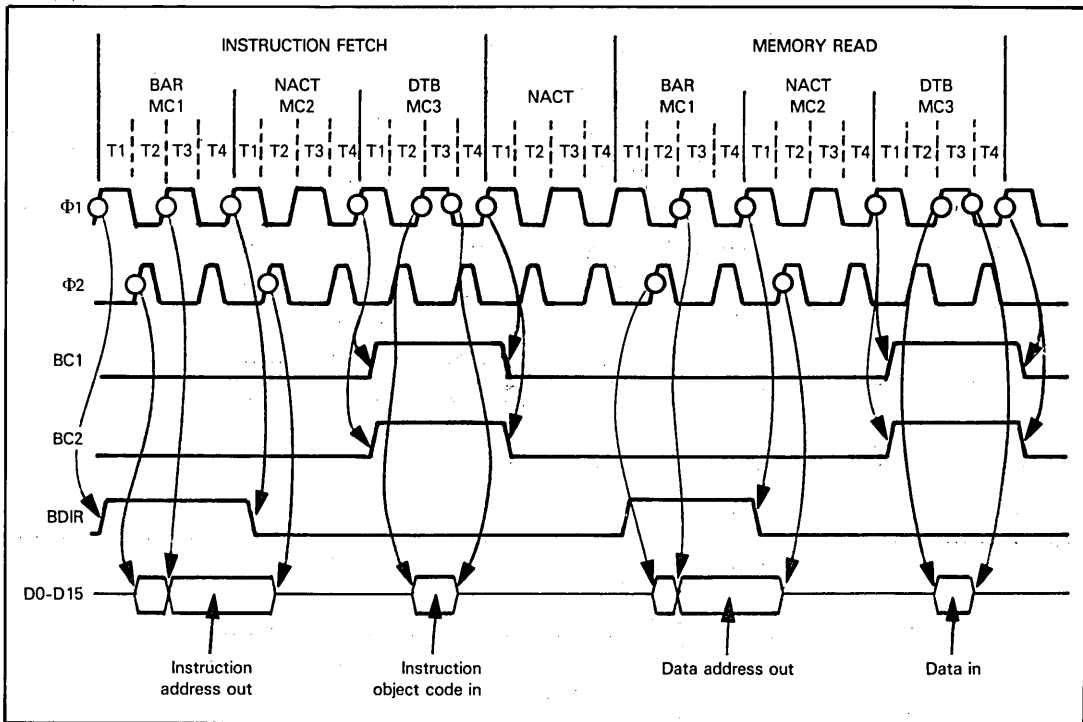 INSTRUCTION FETCH MEMORY READ
BAR NACT DTB NACT BAR NACT DTB
MC1 MC2 MC3 MC1 MC2 MC3
T1 T2 T3 T4 T1 T2 T3 T4 T1 T2 T3 T4 T1 T2 T3 T4 T1 T2 T3 T4 T1 T2 T3 T4 T1 T2 T3 T4
Φ1
Φ2
BC1
BC2
BDIR
D0-D15
Instruction address out
Instruction object code in
Data address out
Data in